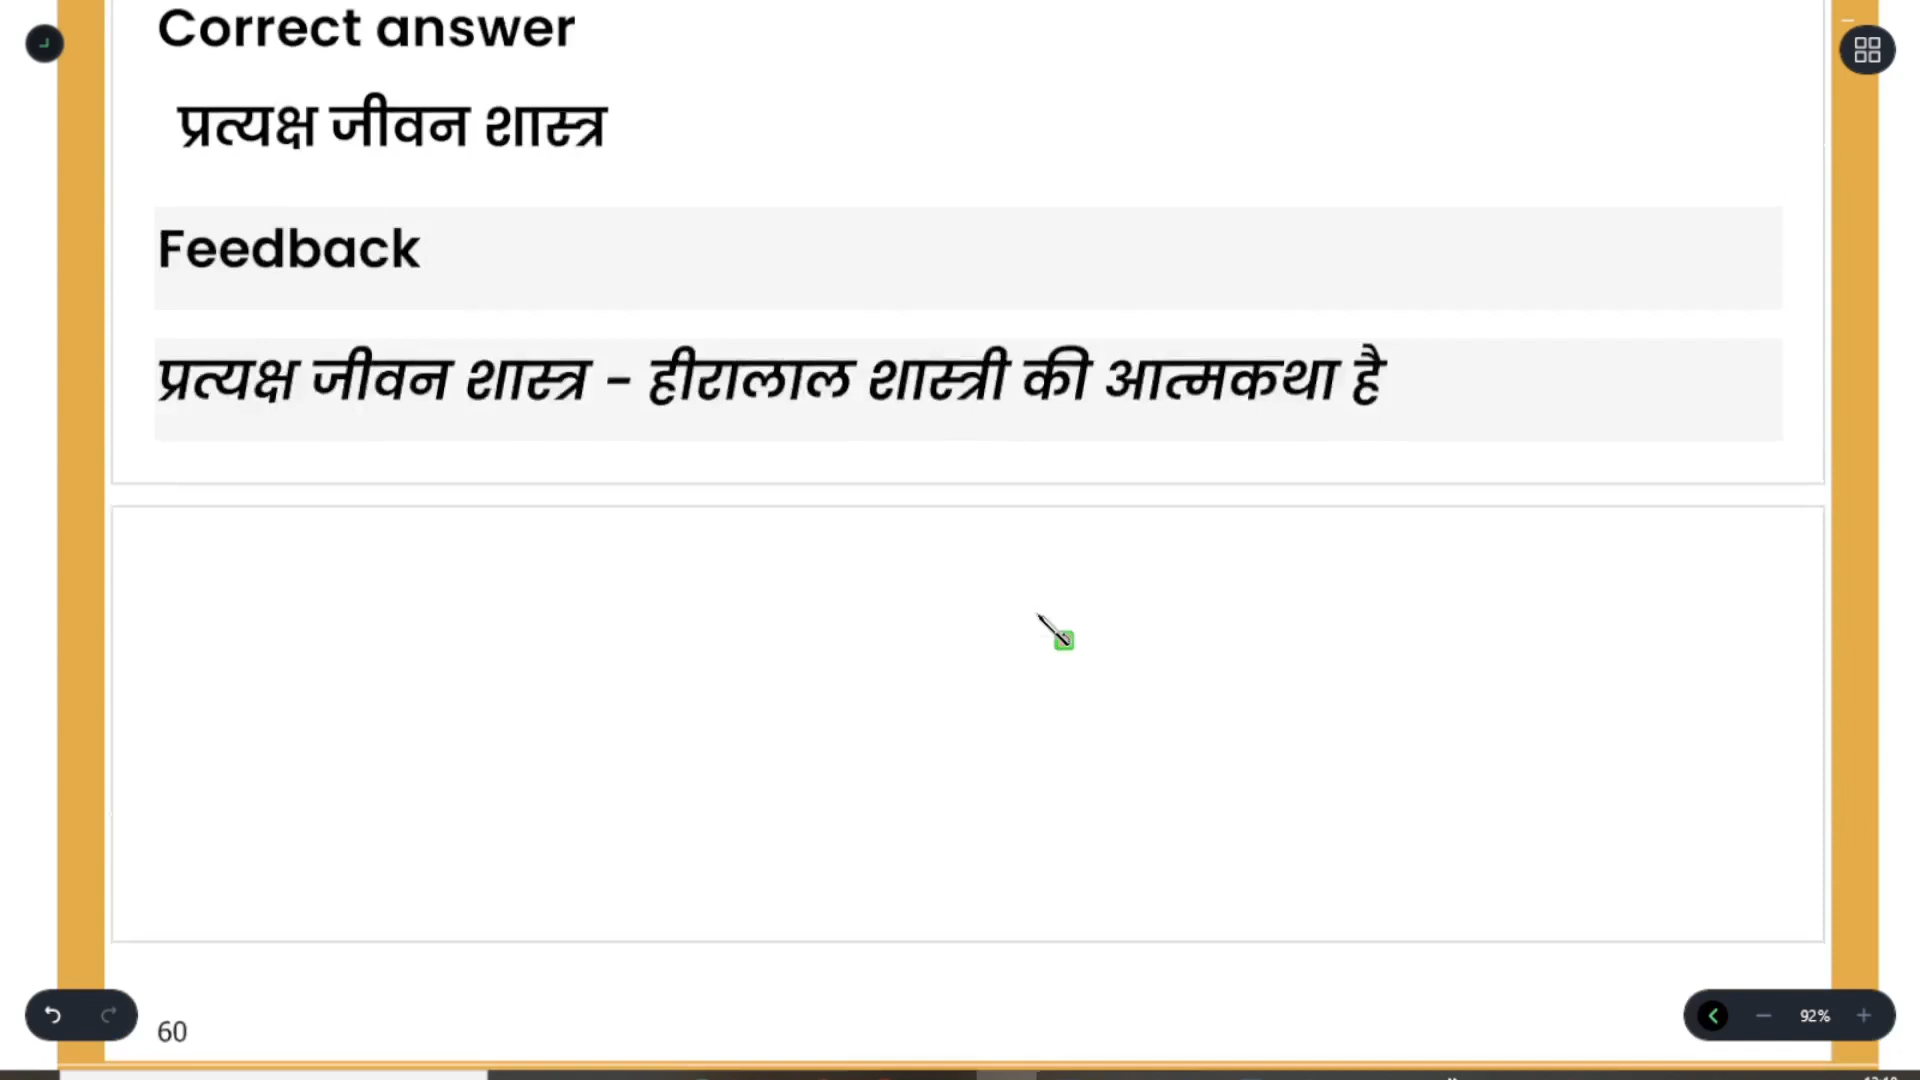 Correct answer
प्रत्यक्ष जीवन शास्त्र
Feedback
प्रत्यक्ष जीवन शास्त्र - हीरालाल शास्त्री की आत्मकथा है
60
92%